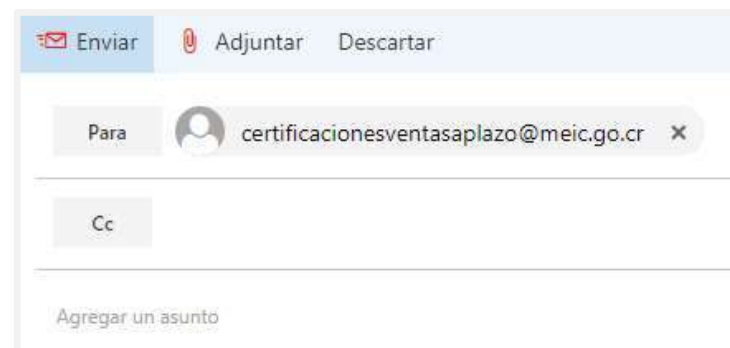 Enviar Adjuntar Descartar
Para certificacionesventasaplazo@meic.go.cr ×
Cc
Agregar un asunto